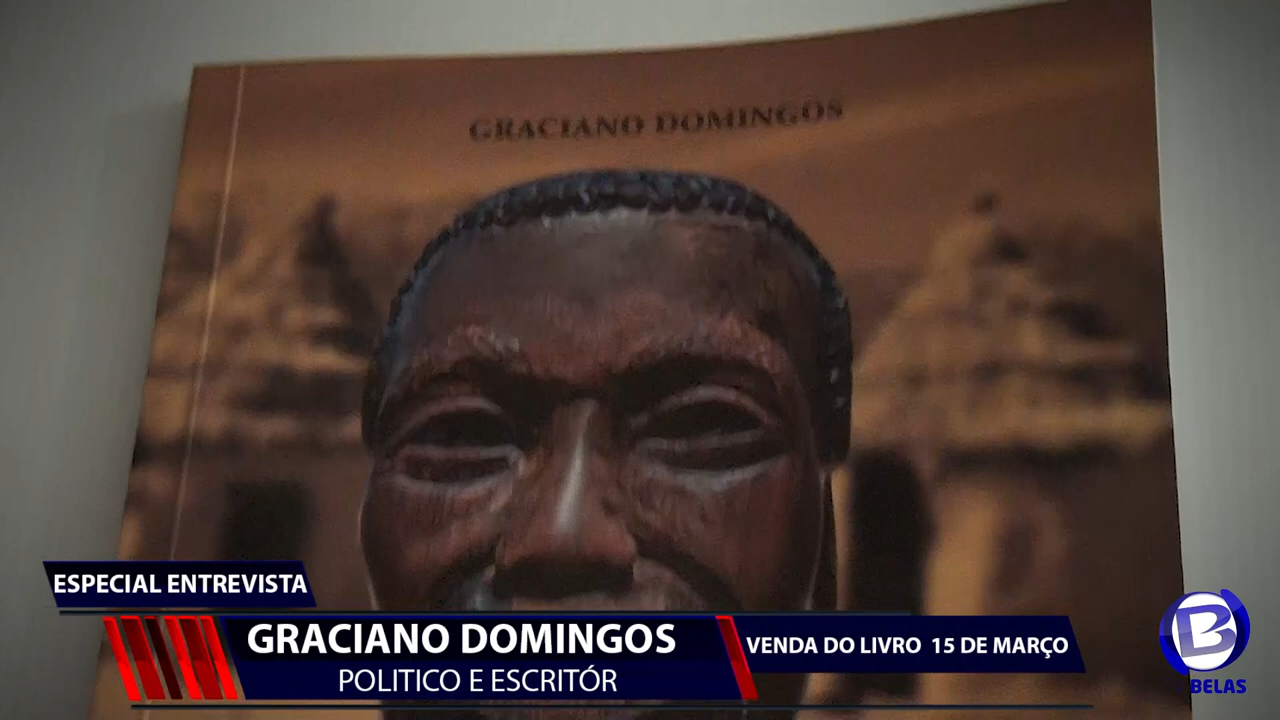 GRACIANO DOMINGOS
ESPECIAL ENTREVISTA
GRACIANO DOMINGOS
POLITICO E ESCRITÓR
VENDA DO LIVRO 15 DE MARÇO
B
BELAS